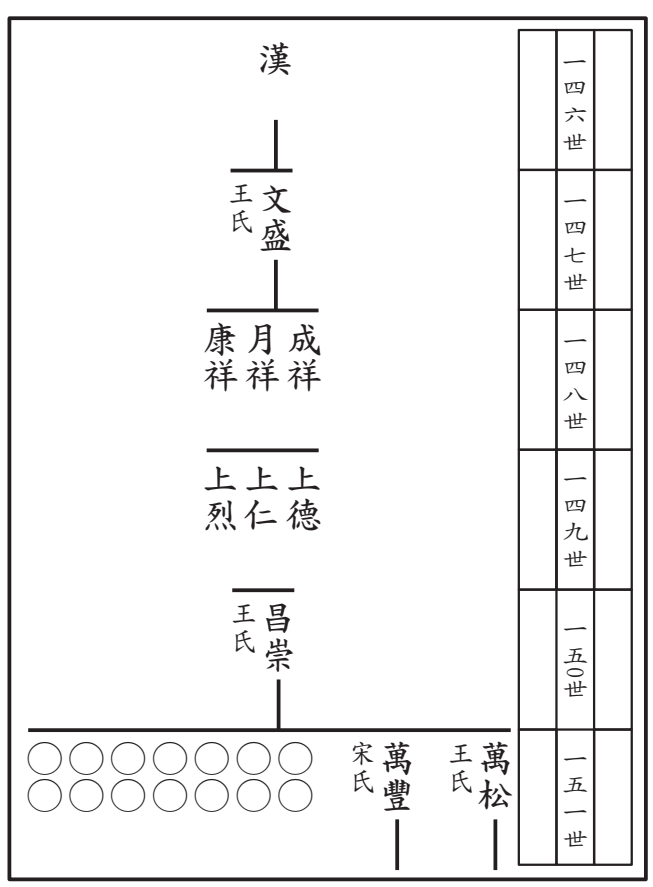 一四六世
漢
一四七世
文盛
王氏
一四八世
成祥
月祥
康祥
一四九世
上德
上仁
上烈
一五〇世
昌崇
王氏
一五一世
萬松
王氏
萬豐
宋氏